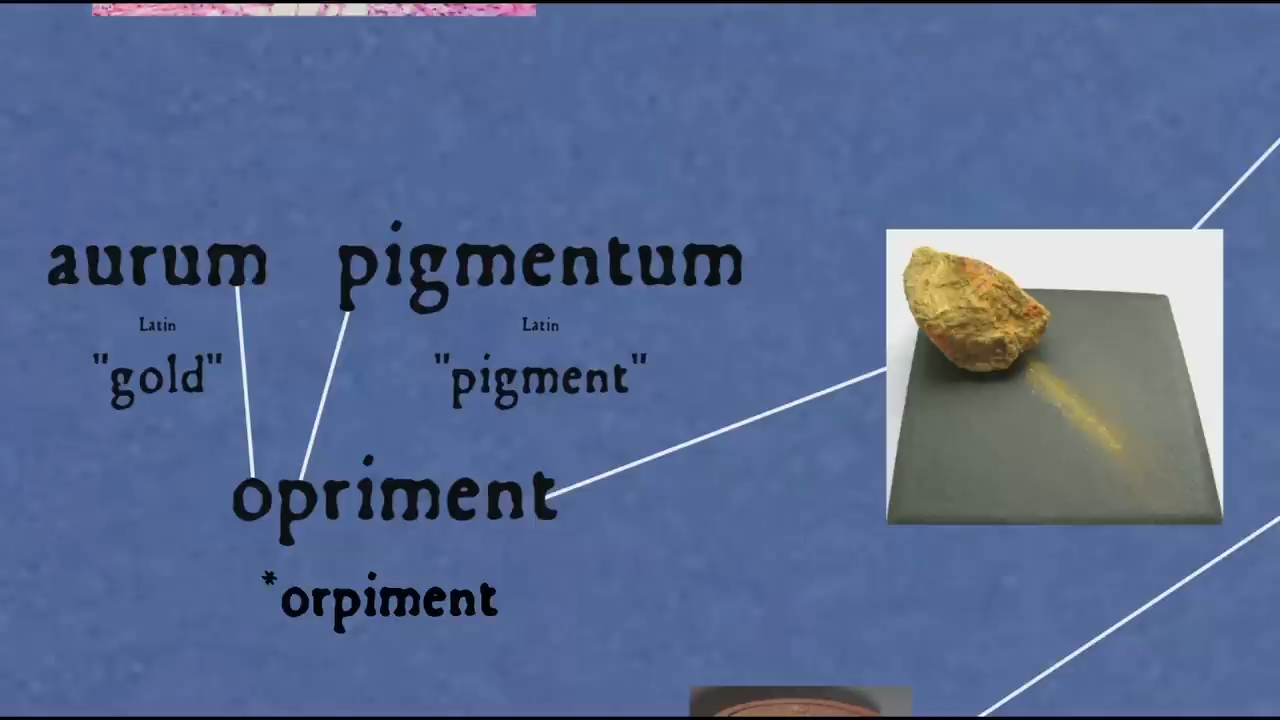 aurum pigmentum
Latin Latin
"gold" "pigment"
opriment
*orpiment